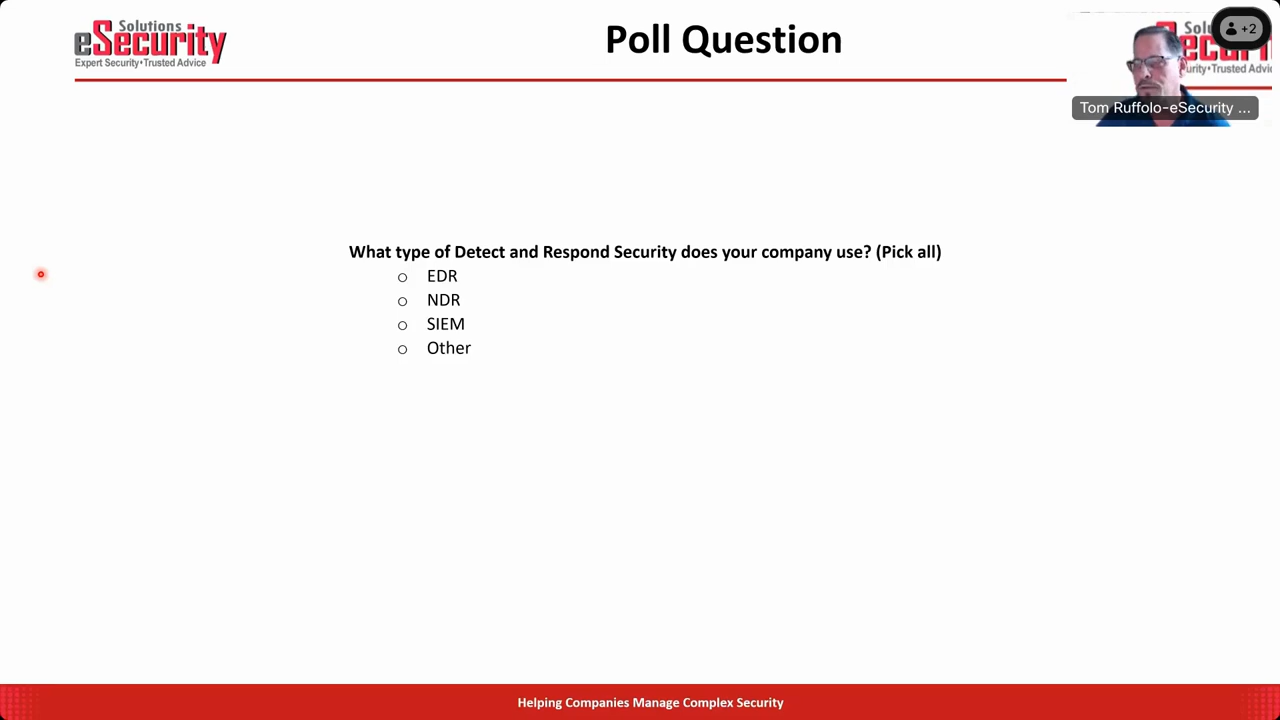 Solutions
eSecurity
Expert Security•Trusted Advice
Poll Question
+2
Tom Ruffolo-eSecurity ...
What type of Detect and Respond Security does your company use? (Pick all)
o EDR
o NDR
o SIEM
o Other
Helping Companies Manage Complex Security